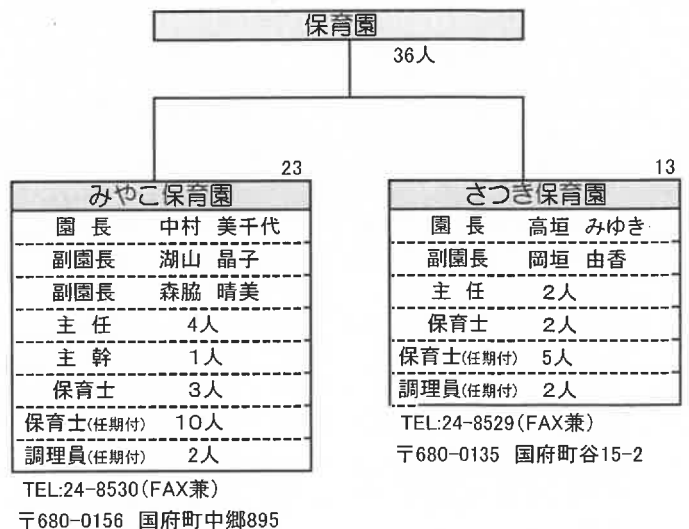 保育園
36人
23
みやこ保育園
園 長 中村 美千代
副園長 湖山 晶子
副園長 森脇 晴美
主 任 4人
主 幹 1人
保育士 3人
保育士(任期付) 10人
調理員(任期付) 2人
TEL:24-8530(FAX兼)
〒680-0156 国府町中郷895
13
さつき保育園
園 長 高垣 みゆき
副園長 岡垣 由香
主 任 2人
保育士 2人
保育士(任期付) 5人
調理員(任期付) 2人
TEL:24-8529(FAX兼)
〒680-0135 国府町谷15-2